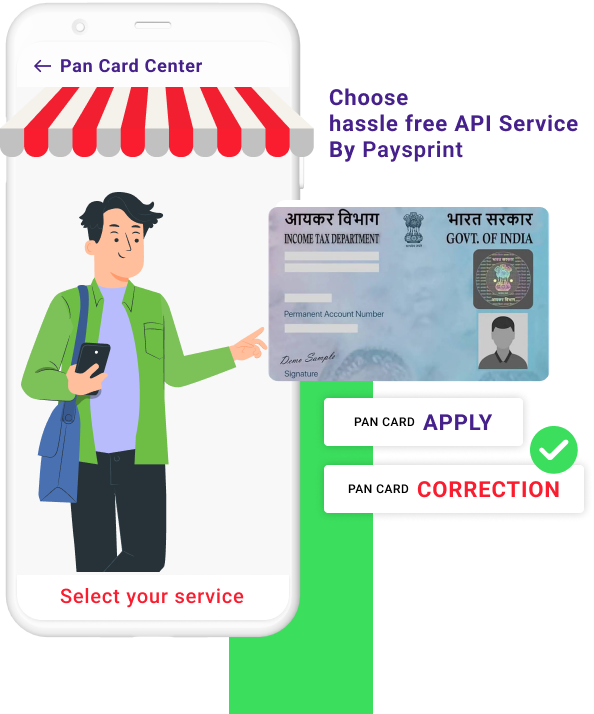 Pan Card Center
Choose
hassle free API Service
By Paysprint
आयकर विभाग
INCOME TAX DEPARTMENT
भारत सरकार
GOVT. OF INDIA
Permanent Account Number
Demo Sample
Signature
PAN CARD APPLY
PAN CARD CORRECTION
Select your service